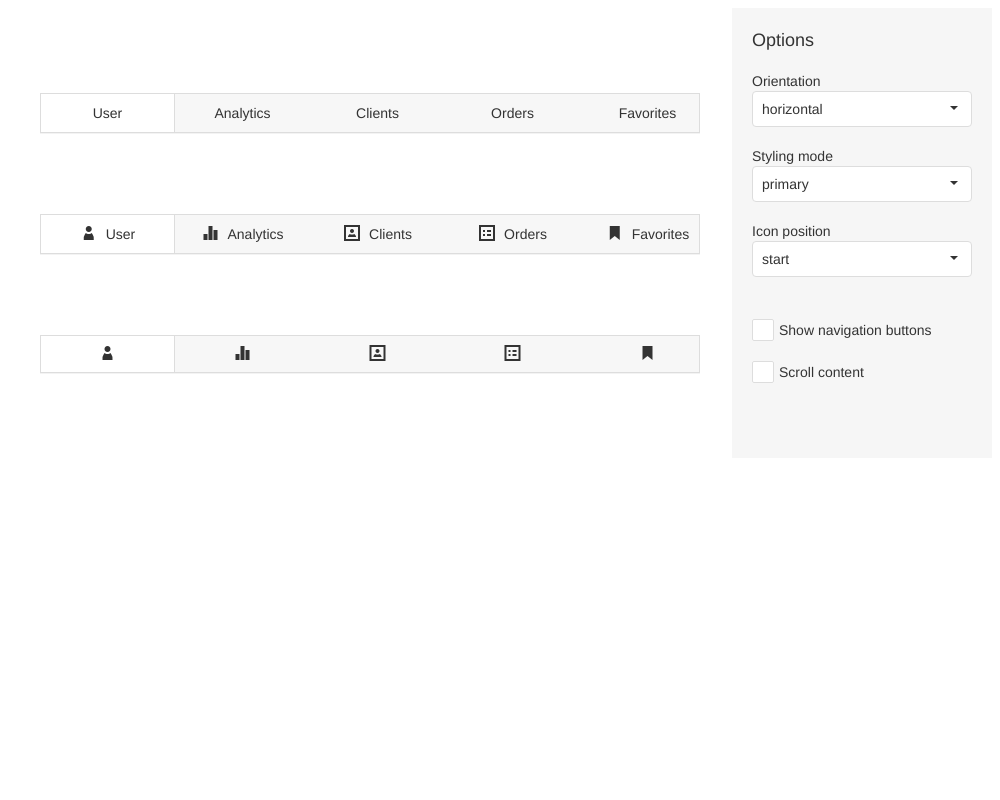 User Analytics Clients Orders Favorites
User Analytics Clients Orders Favorites
Options
Orientation
horizontal
Styling mode
primary
Icon position
start
Show navigation buttons
Scroll content